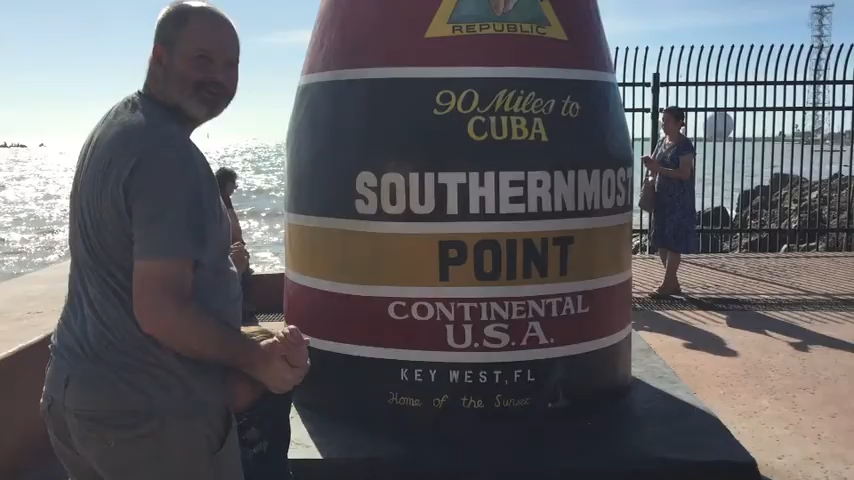 REPUBLIC
90 Miles to
CUBA
SOUTHERNMOST
POINT
CONTINENTAL
U.S.A.
KEY WEST, FL
Home of the Sunset